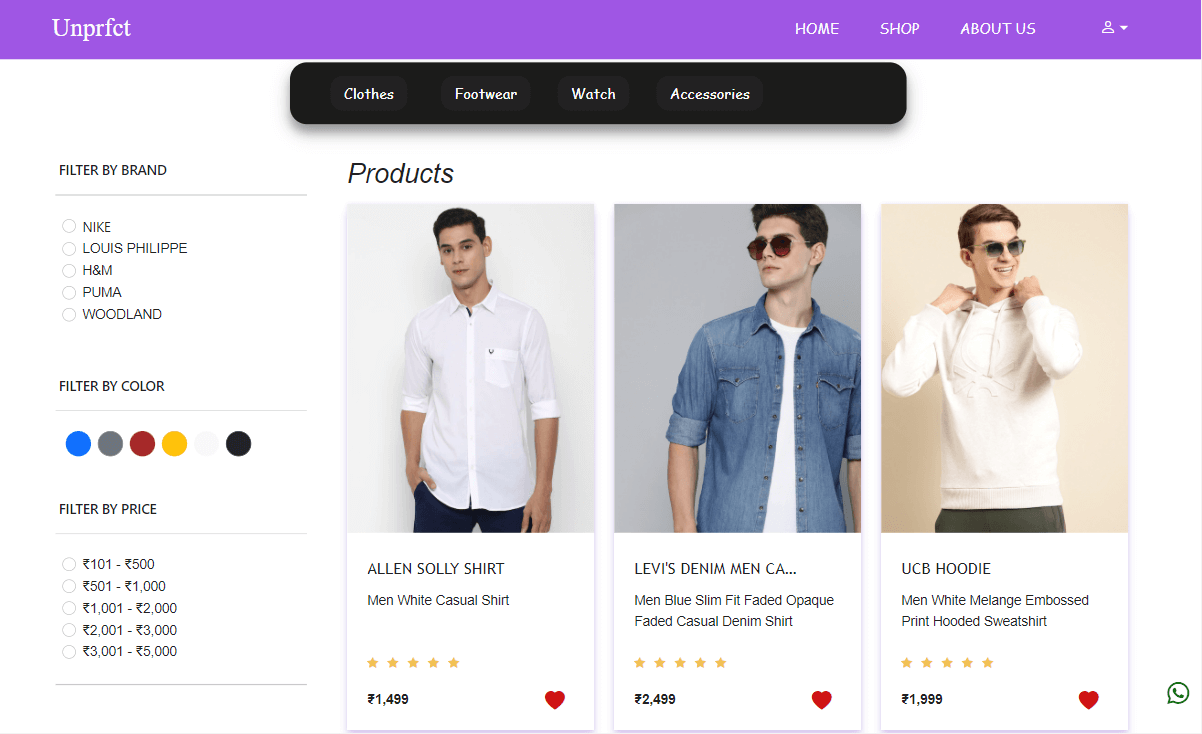 Unprfct
HOME
SHOP
ABOUT US
Clothes
Footwear
Watch
Accessories
FILTER BY BRAND
NIKE
LOUIS PHILIPPE
H&M
PUMA
WOODLAND
FILTER BY COLOR
FILTER BY PRICE
₹101 - ₹500
₹501 - ₹1,000
₹1,001 - ₹2,000
₹2,001 - ₹3,000
₹3,001 - ₹5,000
Products
ALLEN SOLLY SHIRT
Men White Casual Shirt
₹1,499
LEVI'S DENIM MEN CA...
Men Blue Slim Fit Faded Opaque
Faded Casual Denim Shirt
₹2,499
UCB HOODIE
Men White Melange Embossed
Print Hooded Sweatshirt
₹1,999